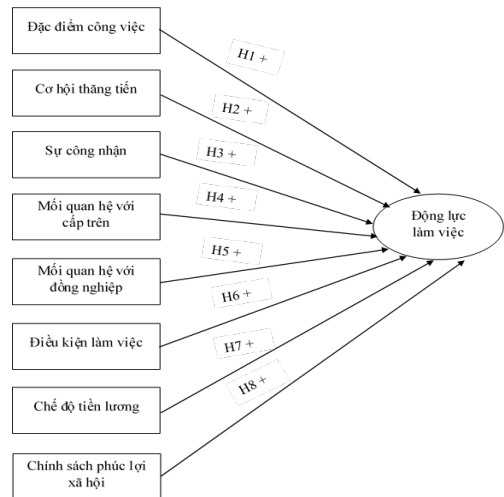 Đặc điểm công việc
H1 +
Cơ hội thăng tiến
H2 +
Sự công nhận
H3 +
Mối quan hệ với
cấp trên
H4 +
Động lực
làm việc
Mối quan hệ với
đồng nghiệp
H5 +
Điều kiện làm việc
H6 +
Chế độ tiền lương
H7 +
Chính sách phúc lợi
xã hội
H8 +